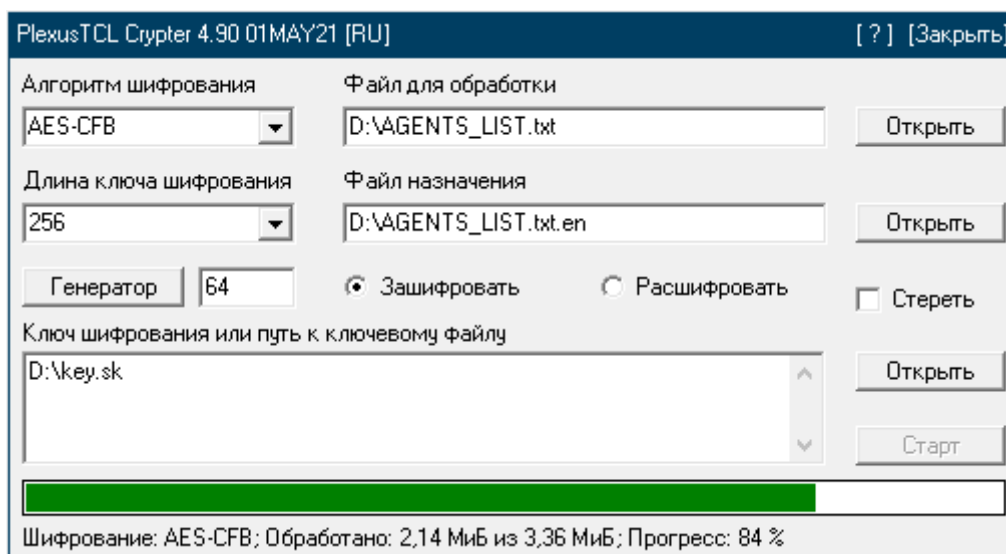 PlexusTCL Crypter 4.90 01MAY21 [RU] [ ? ] [Закрыть]
Алгоритм шифрования Файл для обработки
AES-CFB D:\AGENTS_LIST.txt Открыть
Длина ключа шифрования Файл назначения
256 D:\AGENTS_LIST.txt.en Открыть
Генератор 64 Зашифровать Расшифровать Стереть
Ключ шифрования или путь к ключевому файлу
D:\key.sk Открыть
Старт
Шифрование: AES-CFB; Обработано: 2,14 МиБ из 3,36 МиБ; Прогресс: 84 %